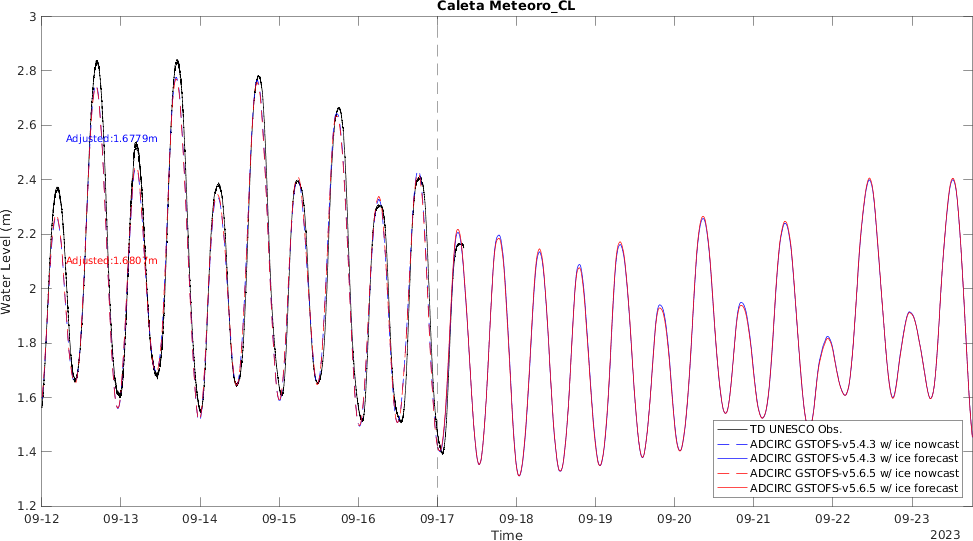 Caleta Meteoro_CL
3
2.8
2.6
2.4
2.2
2
1.8
1.6
1.4
1.2
Water Level (m)
Adjusted:1.6779m
Adjusted:1.6807m
TD UNESCO Obs.
ADCIRC GSTOFS-v5.4.3 w/ ice nowcast
ADCIRC GSTOFS-v5.4.3 w/ ice forecast
ADCIRC GSTOFS-v5.6.5 w/ ice nowcast
ADCIRC GSTOFS-v5.6.5 w/ ice forecast
09-12 09-13 09-14 09-15 09-16 09-17 09-18 09-19 09-20 09-21 09-22 09-23
Time
2023